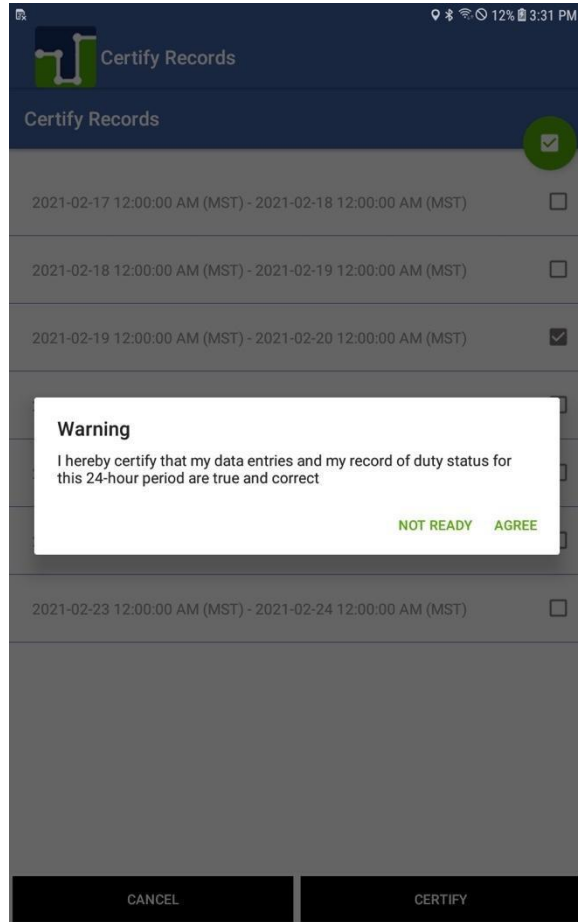 12% 3:31 PM
Certify Records
Certify Records
2021-02-17 12:00:00 AM (MST) - 2021-02-18 12:00:00 AM (MST)
2021-02-18 12:00:00 AM (MST) - 2021-02-19 12:00:00 AM (MST)
2021-02-19 12:00:00 AM (MST) - 2021-02-20 12:00:00 AM (MST)
Warning
I hereby certify that my data entries and my record of duty status for
this 24-hour period are true and correct
NOT READY AGREE
2021-02-23 12:00:00 AM (MST) - 2021-02-24 12:00:00 AM (MST)
CANCEL CERTIFY